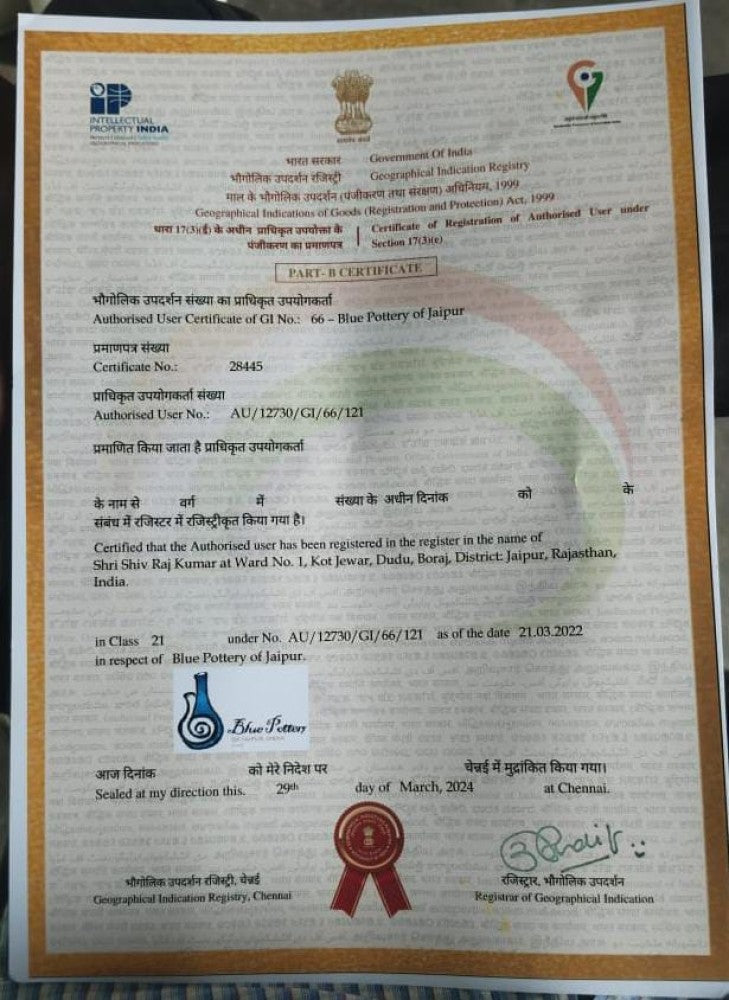 INTELLECTUAL
PROPERTY INDIA
भारत सरकार Government Of India
भौगोलिक उपदर्शन रजिस्ट्री Geographical Indication Registry
माल के भौगोलिक उपदर्शन (पंजीकरण तथा संरक्षण) अधिनियम, 1999
Geographical Indications of Goods (Registration and Protection) Act, 1999
धारा 17(3)(ई) के अधीन प्राधिकृत उपयोक्ता के Certificate of Registration of Authorised User under
पंजीकरण का प्रमाणपत्र Section 17(3)(e)
PART- B CERTIFICATE
भौगोलिक उपदर्शन संख्या का प्राधिकृत उपयोगकर्ता
Authorised User Certificate of GI No.: 66 – Blue Pottery of Jaipur
प्रमाणपत्र संख्या
Certificate No.: 28445
प्राधिकृत उपयोगकर्ता संख्या
Authorised User No.: AU/12730/GI/66/121
प्रमाणित किया जाता है प्राधिकृत उपयोगकर्ता
के नाम से वर्ग में संख्या के अधीन दिनांक को के
संबंध में रजिस्टर में रजिस्ट्रीकृत किया गया है।
Certified that the Authorised user has been registered in the register in the name of
Shri Shiv Raj Kumar at Ward No. 1, Kot Jewar, Dudu, Boraj, District: Jaipur, Rajasthan,
India.
in Class 21 under No. AU/12730/GI/66/121 as of the date 21.03.2022
in respect of Blue Pottery of Jaipur.
Blue Pottery
आज दिनांक को मेरे निदेश पर चेन्नई में मुद्रांकित किया गया।
Sealed at my direction this. 29th day of March, 2024 at Chennai.
भौगोलिक उपदर्शन रजिस्ट्री, चेन्नई रजिस्ट्रार, भौगोलिक उपदर्शन
Geographical Indication Registry, Chennai Registrar of Geographical Indication